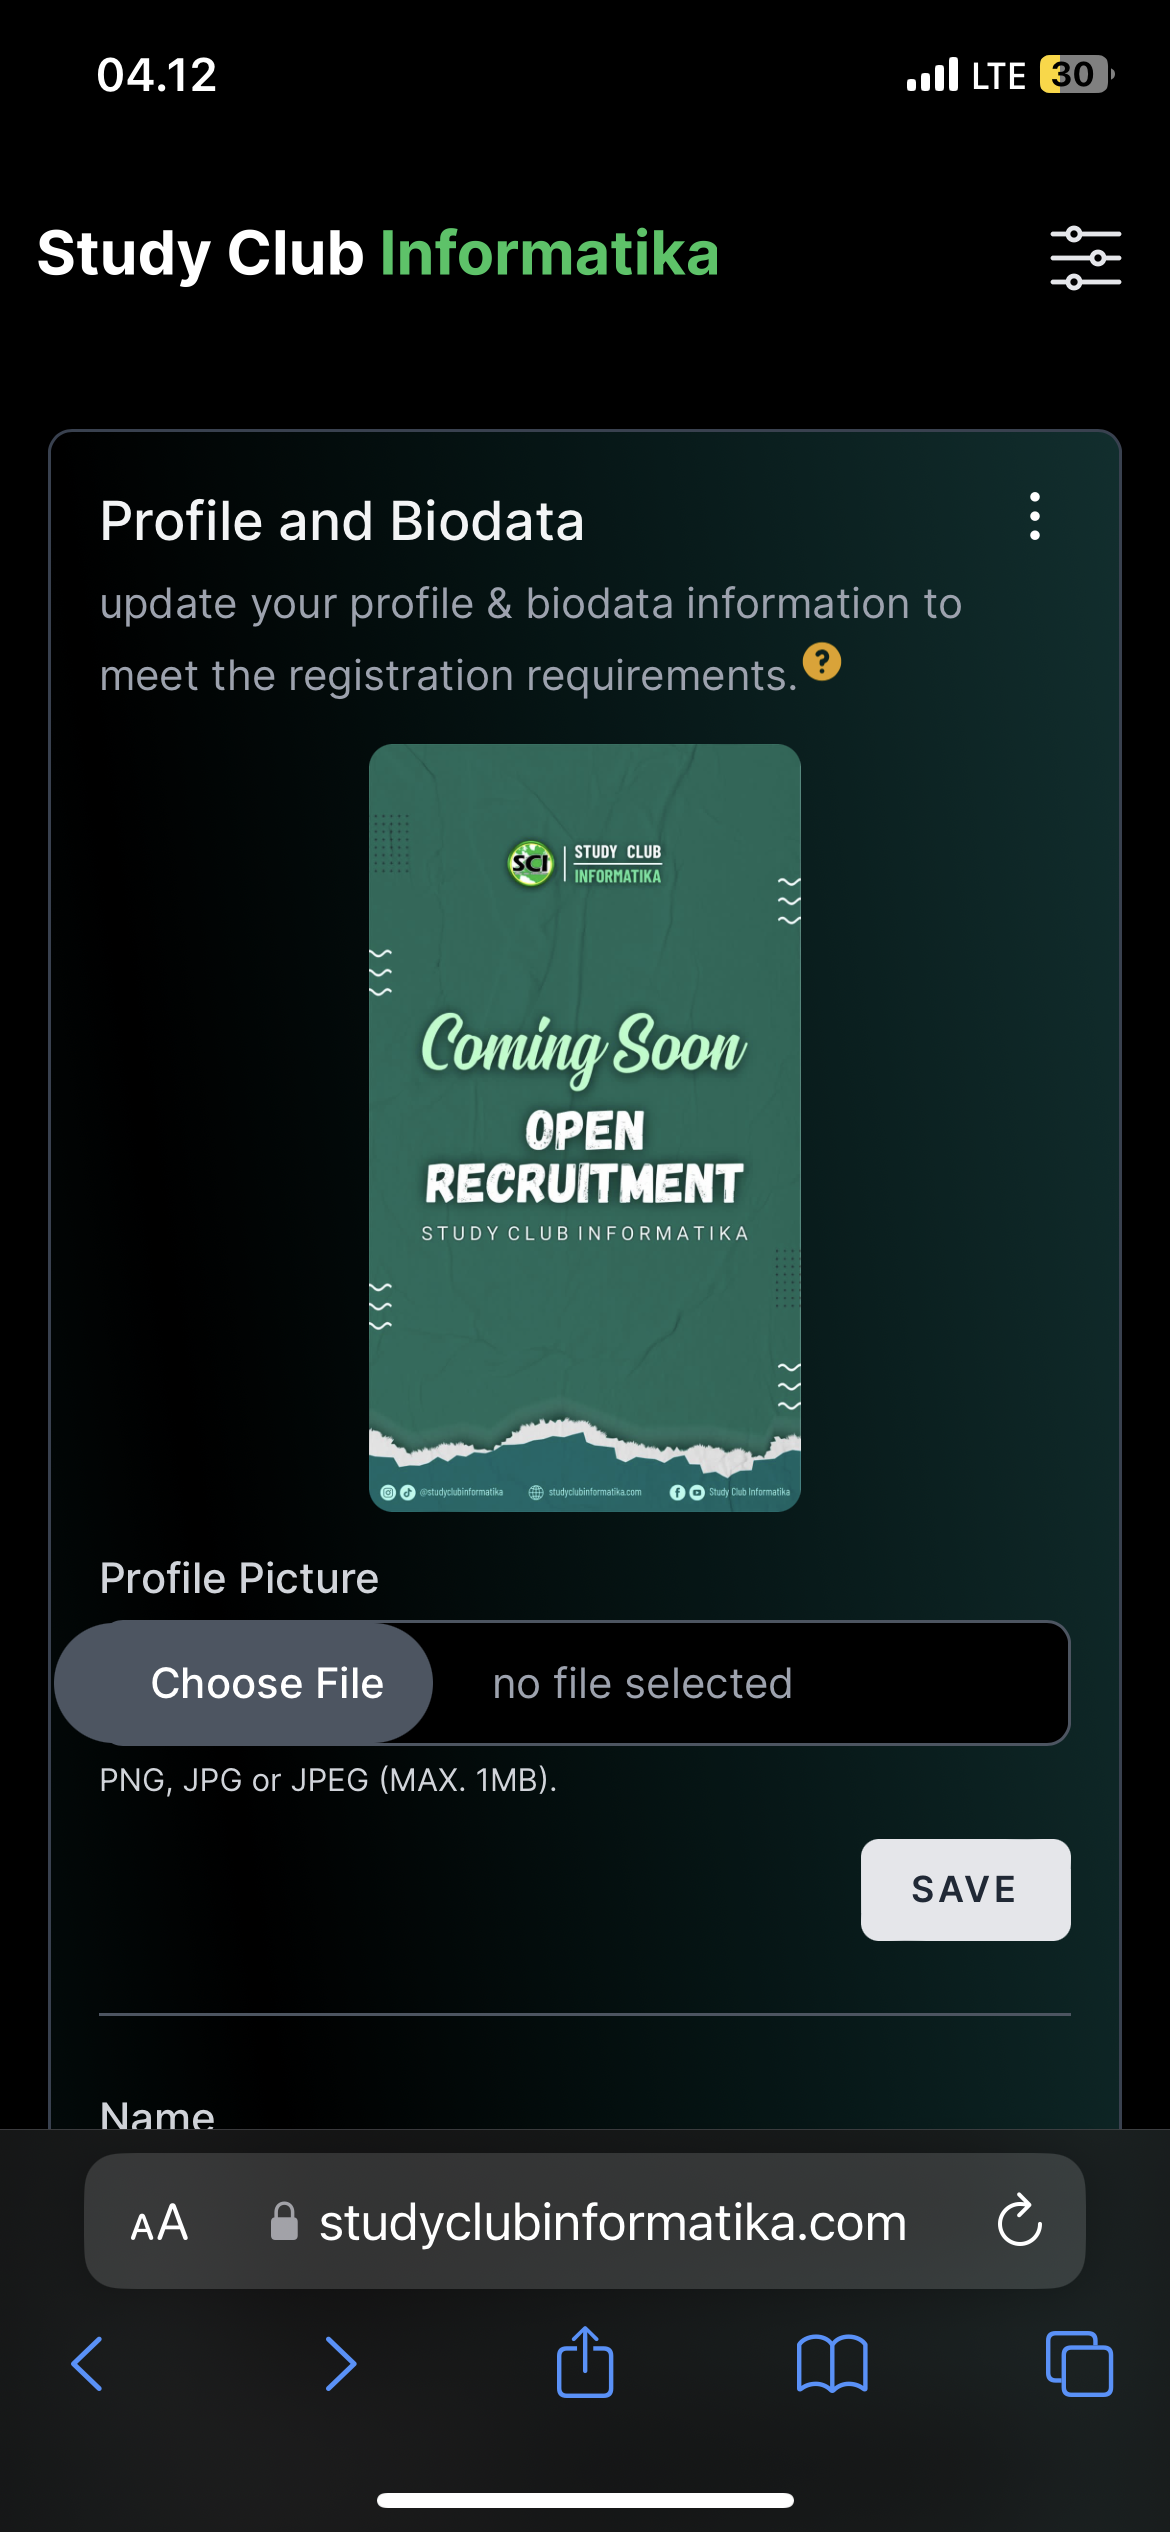 04.12
LTE 30
Study Club Informatika
Profile and Biodata
update your profile & biodata information to
meet the registration requirements. ?
SCI
STUDY CLUB
INFORMATIKA
Coming Soon
OPEN
RECRUITMENT
STUDY CLUB INFORMATIKA
@studyclubinformatika studyclubinformatika.com Study Club Informatika
Profile Picture
Choose File no file selected
PNG, JPG or JPEG (MAX. 1MB).
SAVE
Name
AA studyclubinformatika.com